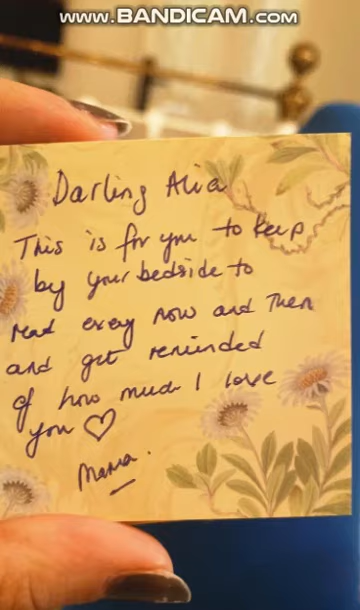 www.BANDICAM.com
Darling Alia
This is for you to keep
by your bedside to
read every now and then
and get reminded
of how much I love
you ♡
Mama.